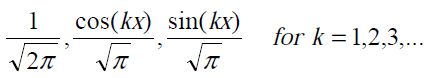 1/√2π, cos(kx)/√π, sin(kx)/√π for k = 1,2,3,...